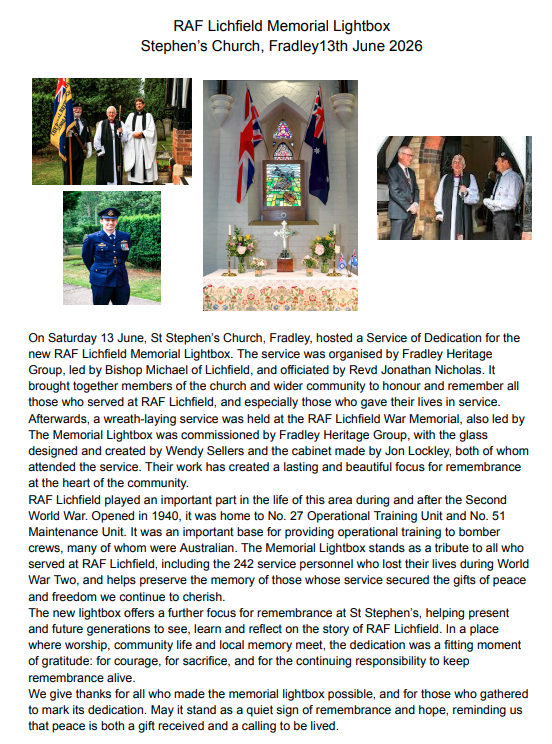 RAF Lichfield Memorial Lightbox
Stephen's Church, Fradley13th June 2026
On Saturday 13 June, St Stephen's Church, Fradley, hosted a Service of Dedication for the
new RAF Lichfield Memorial Lightbox. The service was organised by Fradley Heritage
Group, led by Bishop Michael of Lichfield, and officiated by Revd Jonathan Nicholas. It
brought together members of the church and wider community to honour and remember all
those who served at RAF Lichfield, and especially those who gave their lives in service.
Afterwards, a wreath-laying service was held at the RAF Lichfield War Memorial, also led by
The Memorial Lightbox was commissioned by Fradley Heritage Group, with the glass
designed and created by Wendy Sellers and the cabinet made by Jon Lockley, both of whom
attended the service. Their work has created a lasting and beautiful focus for remembrance
at the heart of the community.
RAF Lichfield played an important part in the life of this area during and after the Second
World War. Opened in 1940, it was home to No. 27 Operational Training Unit and No. 51
Maintenance Unit. It was an important base for providing operational training to bomber
crews, many of whom were Australian. The Memorial Lightbox stands as a tribute to all who
served at RAF Lichfield, including the 242 service personnel who lost their lives during World
War Two, and helps preserve the memory of those whose service secured the gifts of peace
and freedom we continue to cherish.
The new lightbox offers a further focus for remembrance at St Stephen's, helping present
and future generations to see, learn and reflect on the story of RAF Lichfield. In a place
where worship, community life and local memory meet, the dedication was a fitting moment
of gratitude: for courage, for sacrifice, and for the continuing responsibility to keep
remembrance alive.
We give thanks for all who made the memorial lightbox possible, and for those who gathered
to mark its dedication. May it stand as a quiet sign of remembrance and hope, reminding us
that peace is both a gift received and a calling to be lived.